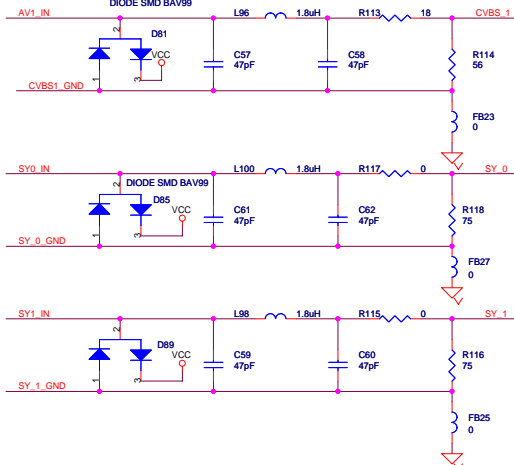 DIODE SMD BAV99
AV1_IN L96 1.8uH R113 18 CVBS_1
2 D81
VCC C57 C58 R114
47pF 47pF 56
1 3
CVBS1_GND
FB23
0
SY0_IN L100 1.8uH R117 0 SY_0
2 DIODE SMD BAV99
D85
VCC C61 C62 R118
47pF 47pF 75
1 3
SY_0_GND
FB27
0
SY1_IN L98 1.8uH R115 0 SY_1
2 D89
VCC C59 C60 R116
47pF 47pF 75
1 3
SY_1_GND
FB25
0